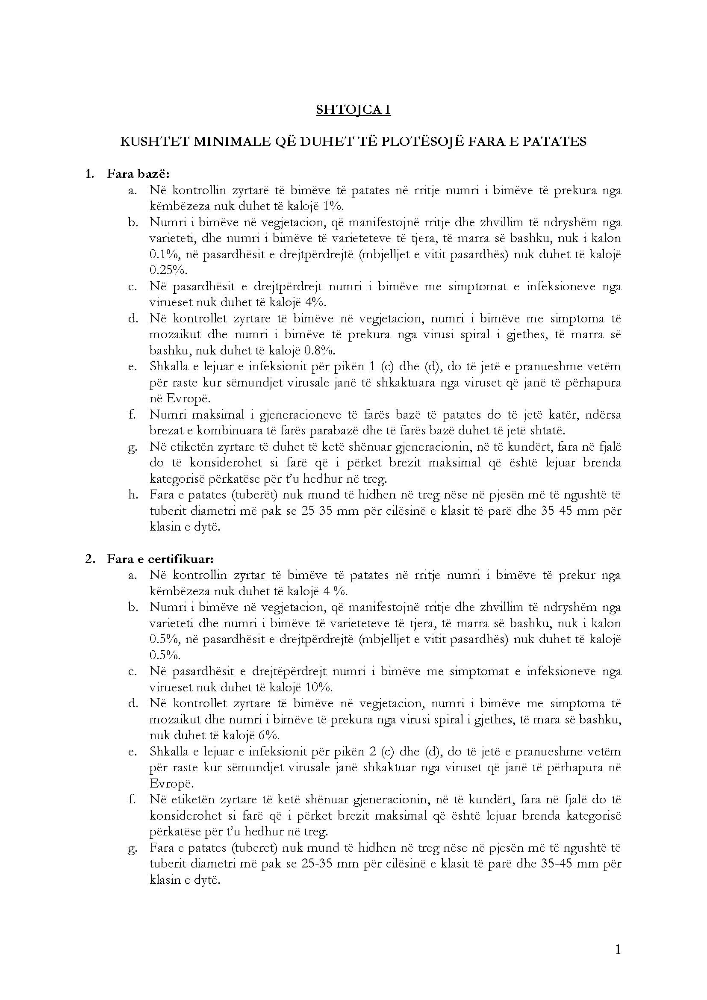 SHTOJCA I
KUSHTET MINIMALE QË DUHET TË PLOTËSOJË FARA E PATATES
1. Fara bazë:
a. Në kontrollin zyrtarë të bimëve të patates në rritje numri i bimëve të prekura nga
këmbëzeza nuk duhet të kalojë 1%.
b. Numri i bimëve në vegjetacion, që manifestojnë rritje dhe zhvillim të ndryshëm nga
varieteti, dhe numri i bimëve të varieteteve të tjera, të marra së bashku, nuk i kalon
0.1%, në pasardhësit e drejtpërdrejtë (mbjelljet e vitit pasardhës) nuk duhet të kalojë
0.25%.
c. Në pasardhësit e drejtpërdrejt numri i bimëve me simptomat e infeksioneve nga
virueset nuk duhet të kalojë 4%.
d. Në kontrollet zyrtare të bimëve në vegjetacion, numri i bimëve me simptoma të
mozaikut dhe numri i bimëve të prekura nga virusi spiral i gjethes, të marra së
bashku, nuk duhet të kalojë 0.8%.
e. Shkalla e lejuar e infeksionit për pikën 1 (c) dhe (d), do të jetë e pranueshme vetëm
për raste kur sëmundjet virusale janë të shkaktuara nga viruset që janë të përhapura
në Evropë.
f. Numri maksimal i gjeneracioneve të farës bazë të patates do të jetë katër, ndërsa
brezat e kombinuara të farës parabazë dhe të farës bazë duhet të jetë shtatë.
g. Në etiketën zyrtare të duhet të ketë shënuar gjeneracionin, në të kundërt, fara në fjalë
do të konsiderohet si farë që i përket brezit maksimal që është lejuar brenda
kategorisë përkatëse për t’u hedhur në treg.
h. Fara e patates (tuberët) nuk mund të hidhen në treg nëse në pjesën më të ngushtë të
tuberit diametri më pak se 25-35 mm për cilësinë e klasit të parë dhe 35-45 mm për
klasin e dytë.
2. Fara e certifikuar:
a. Në kontrollin zyrtar të bimëve të patates në rritje numri i bimëve të prekur nga
këmbëzeza nuk duhet të kalojë 4 %.
b. Numri i bimëve në vegjetacion, që manifestojnë rritje dhe zhvillim të ndryshëm nga
varieteti dhe numri i bimëve të varieteteve të tjera, të marra së bashku, nuk i kalon
0.5%, në pasardhësit e drejtpërdrejtë (mbjelljet e vitit pasardhës) nuk duhet të kalojë
0.5%.
c. Në pasardhësit e drejtëpërdrejt numri i bimëve me simptomat e infeksioneve nga
virueset nuk duhet të kalojë 10%.
d. Në kontrollet zyrtare të bimëve në vegjetacion, numri i bimëve me simptoma të
mozaikut dhe numri i bimëve të prekura nga virusi spiral i gjethes, të mara së bashku,
nuk duhet të kalojë 6%.
e. Shkalla e lejuar e infeksionit për pikën 2 (c) dhe (d), do të jetë e pranueshme vetëm
për raste kur sëmundjet virusale janë shkaktuar nga viruset që janë të përhapura në
Evropë.
f. Në etiketën zyrtare të ketë shënuar gjeneracionin, në të kundërt, fara në fjalë do të
konsiderohet si farë që i përket brezit maksimal që është lejuar brenda kategorisë
përkatëse për t’u hedhur në treg.
g. Fara e patates (tuberet) nuk mund të hidhen në treg nëse në pjesën më të ngushtë të
tuberit diametri më pak se 25-35 mm për cilësinë e klasit të parë dhe 35-45 mm për
klasin e dytë.
1